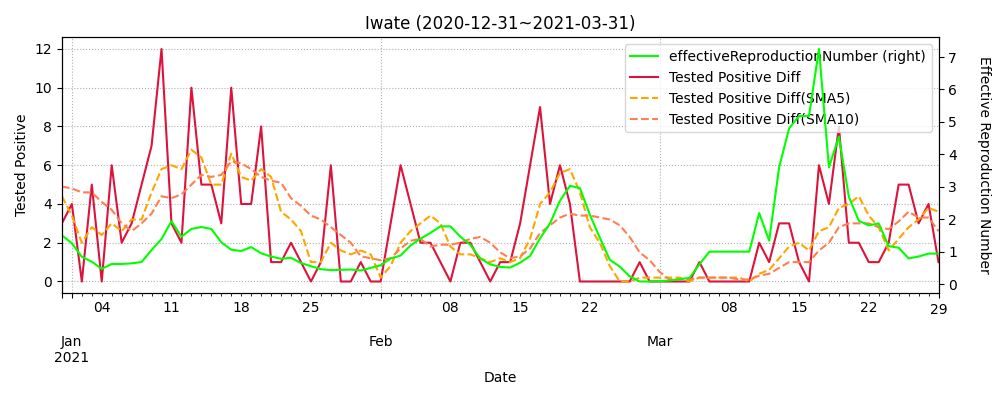 Iwate (2020-12-31~2021-03-31)
effectiveReproductionNumber (right)
Tested Positive Diff
Tested Positive Diff(SMA5)
Tested Positive Diff(SMA10)
Tested Positive
12
10
8
6
4
2
0
Effective Reproduction Number
7
6
5
4
3
2
1
0
04 11 18 25 08 15 22 08 15 22 29
Jan Feb Mar
2021
Date